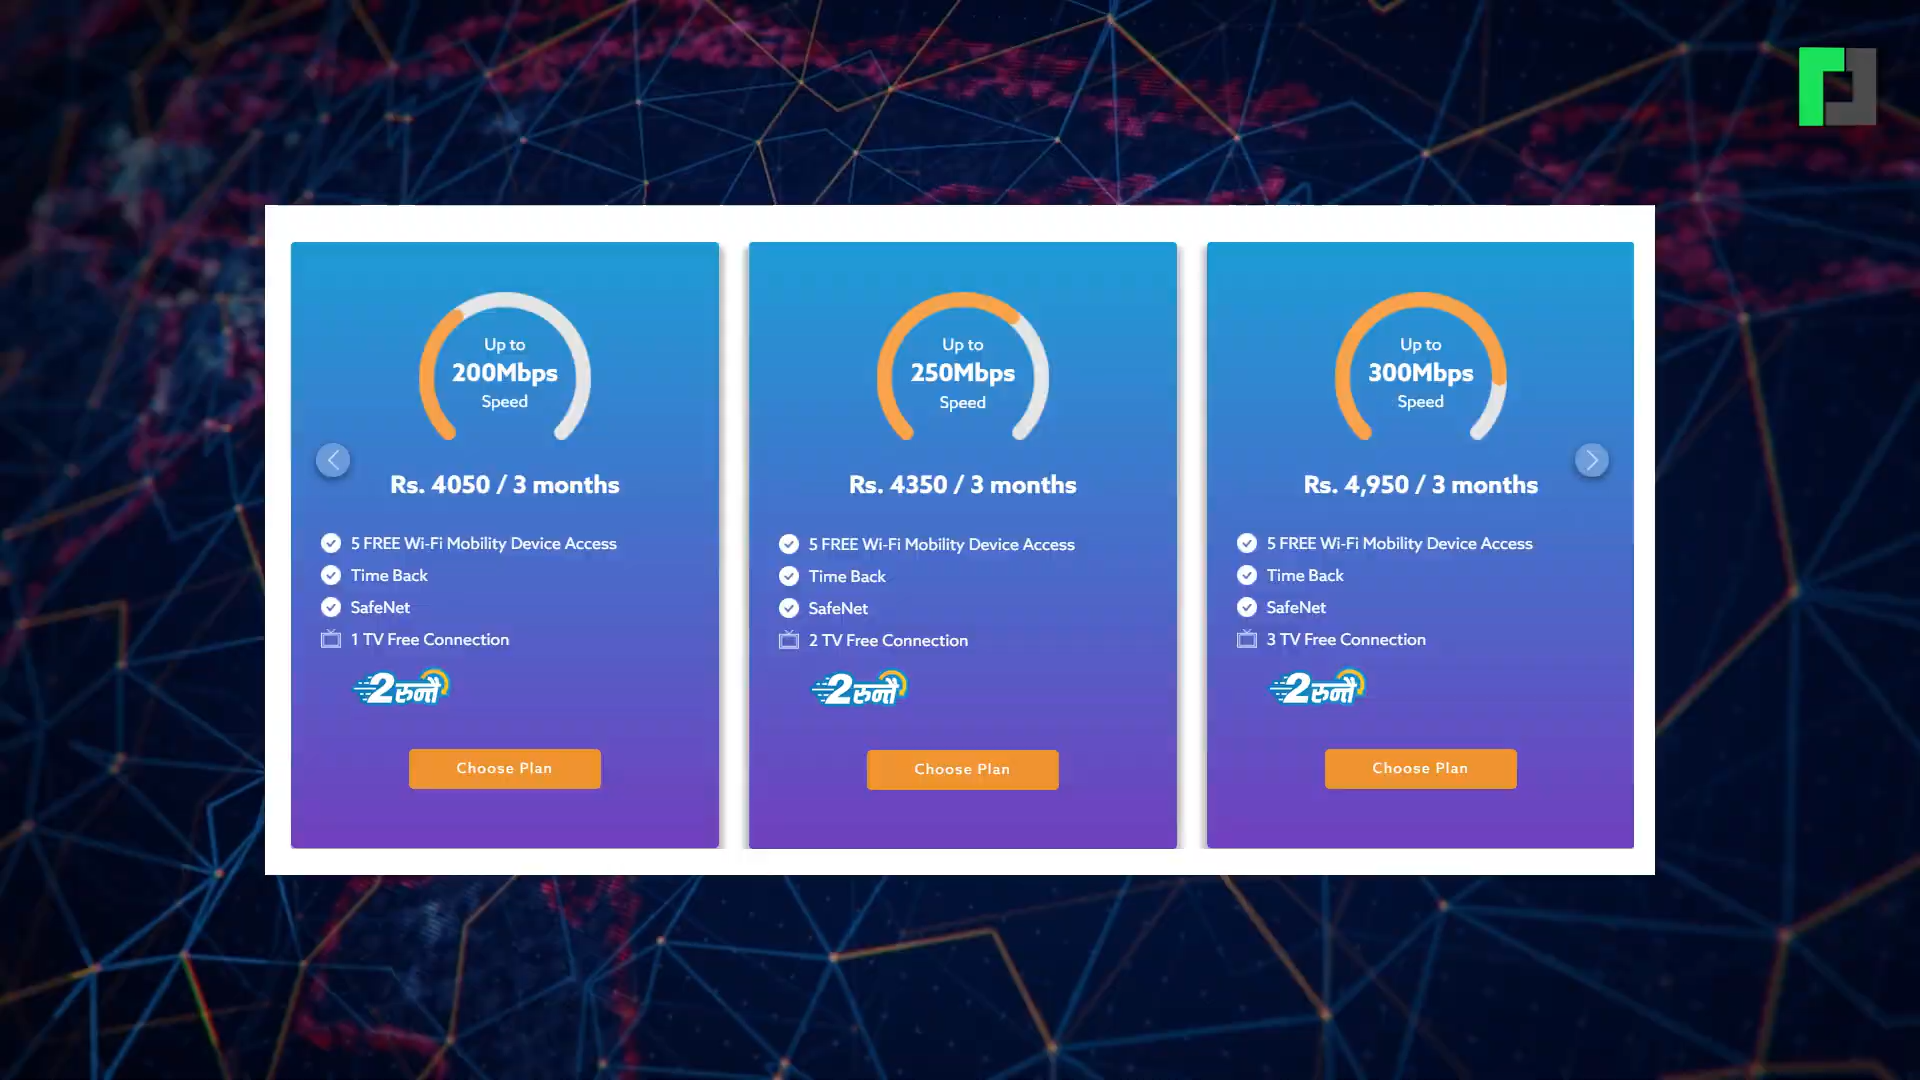 Up to
200Mbps
Speed
Rs. 4050 / 3 months
5 FREE Wi-Fi Mobility Device Access
Time Back
SafeNet
1 TV Free Connection
2रुन्तै
Choose Plan
Up to
250Mbps
Speed
Rs. 4350 / 3 months
5 FREE Wi-Fi Mobility Device Access
Time Back
SafeNet
2 TV Free Connection
2रुन्तै
Choose Plan
Up to
300Mbps
Speed
Rs. 4,950 / 3 months
5 FREE Wi-Fi Mobility Device Access
Time Back
SafeNet
3 TV Free Connection
2रुन्तै
Choose Plan